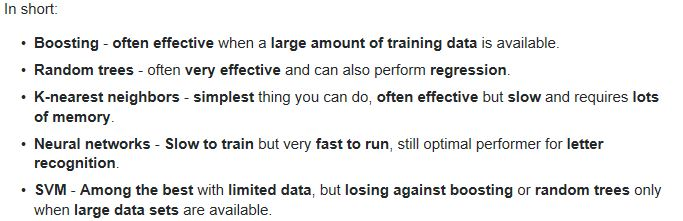 In short:
• Boosting - often effective when a large amount of training data is available.
• Random trees - often very effective and can also perform regression.
• K-nearest neighbors - simplest thing you can do, often effective but slow and requires lots
of memory.
• Neural networks - Slow to train but very fast to run, still optimal performer for letter
recognition.
• SVM - Among the best with limited data, but losing against boosting or random trees only
when large data sets are available.